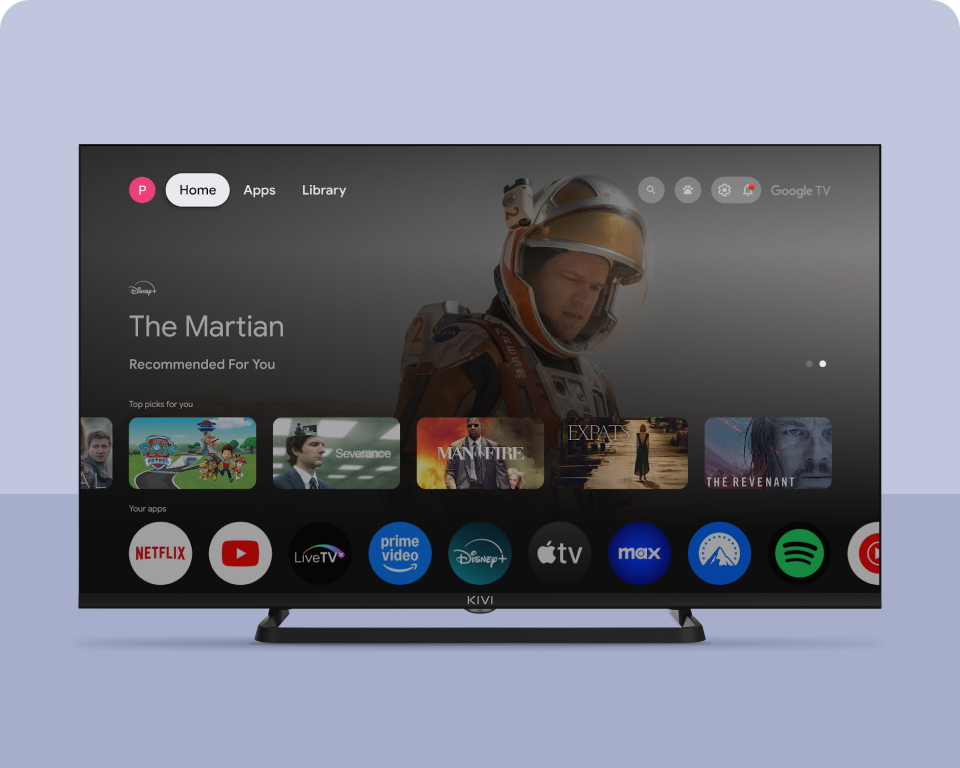 P Home Apps Library Google TV
Disney+
The Martian
Recommended For You
Top picks for you
PAW PATROL Severance MAN ON FIRE EXPATS THE REVENANT
Your apps
NETFLIX LiveTV prime video Disney+ tv max
KIVI